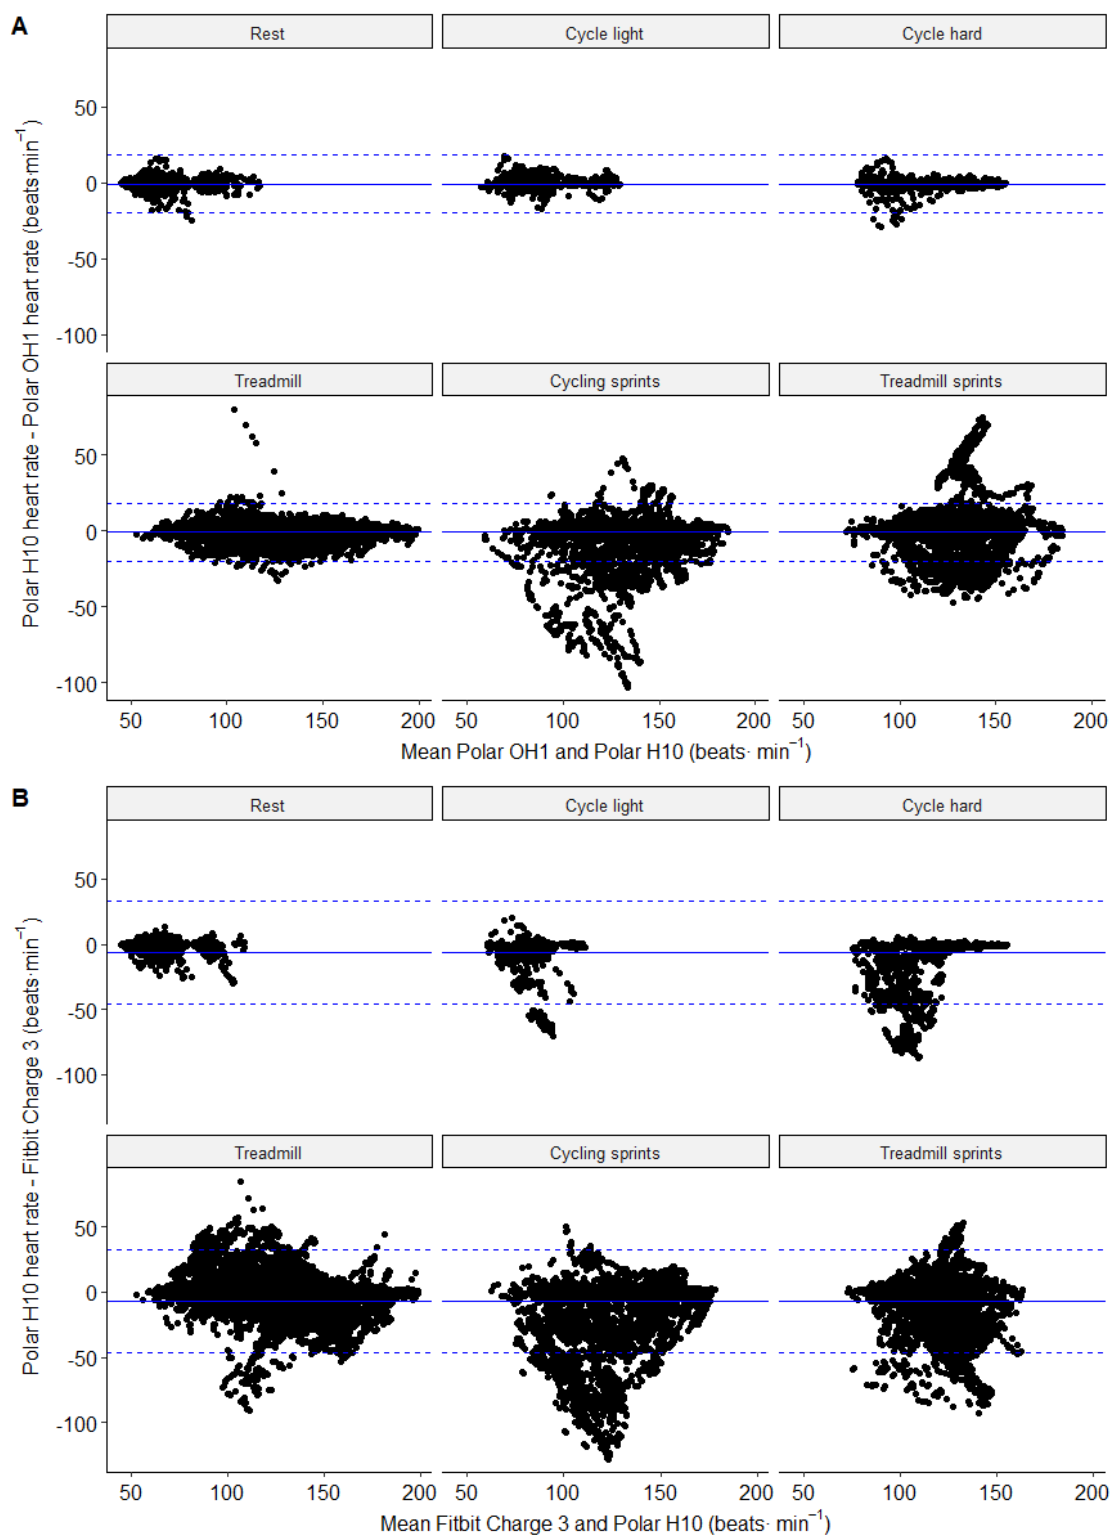 A
Rest Cycle light Cycle hard
Polar H10 heart rate - Polar OH1 heart rate (beats·min⁻¹)
50
0
-50
-100
Treadmill Cycling sprints Treadmill sprints
50
0
-50
-100
50 100 150 200 50 100 150 200 50 100 150 200
Mean Polar OH1 and Polar H10 (beats· min⁻¹)
B
Rest Cycle light Cycle hard
Polar H10 heart rate - Fitbit Charge 3 (beats·min⁻¹)
50
0
-50
-100
Treadmill Cycling sprints Treadmill sprints
50
0
-50
-100
50 100 150 200 50 100 150 200 50 100 150 200
Mean Fitbit Charge 3 and Polar H10 (beats· min⁻¹)